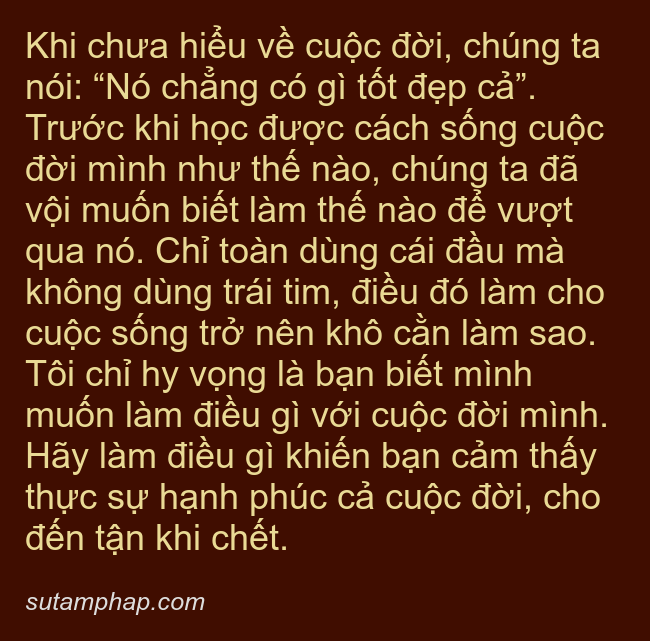 Khi chưa hiểu về cuộc đời, chúng ta
nói: “Nó chẳng có gì tốt đẹp cả”.
Trước khi học được cách sống cuộc
đời mình như thế nào, chúng ta đã
vội muốn biết làm thế nào để vượt
qua nó. Chỉ toàn dùng cái đầu mà
không dùng trái tim, điều đó làm cho
cuộc sống trở nên khô cằn làm sao.
Tôi chỉ hy vọng là bạn biết mình
muốn làm điều gì với cuộc đời mình.
Hãy làm điều gì khiến bạn cảm thấy
thực sự hạnh phúc cả cuộc đời, cho
đến tận khi chết.
sutamphap.com